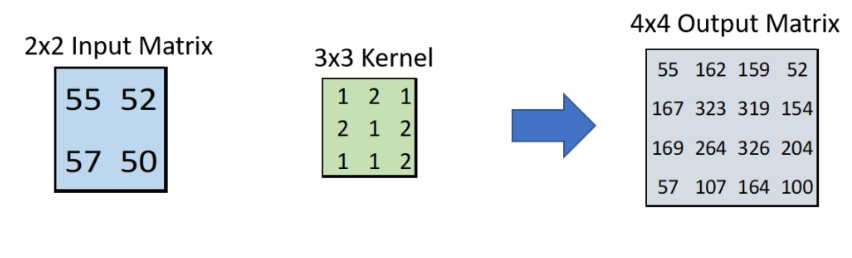 4x4 Output Matrix
2x2 Input Matrix
3x3 Kernel
55 52
57 50
1 2 1
2 1 2
1 1 2
55 162 159 52
167 323 319 154
169 264 326 204
57 107 164 100